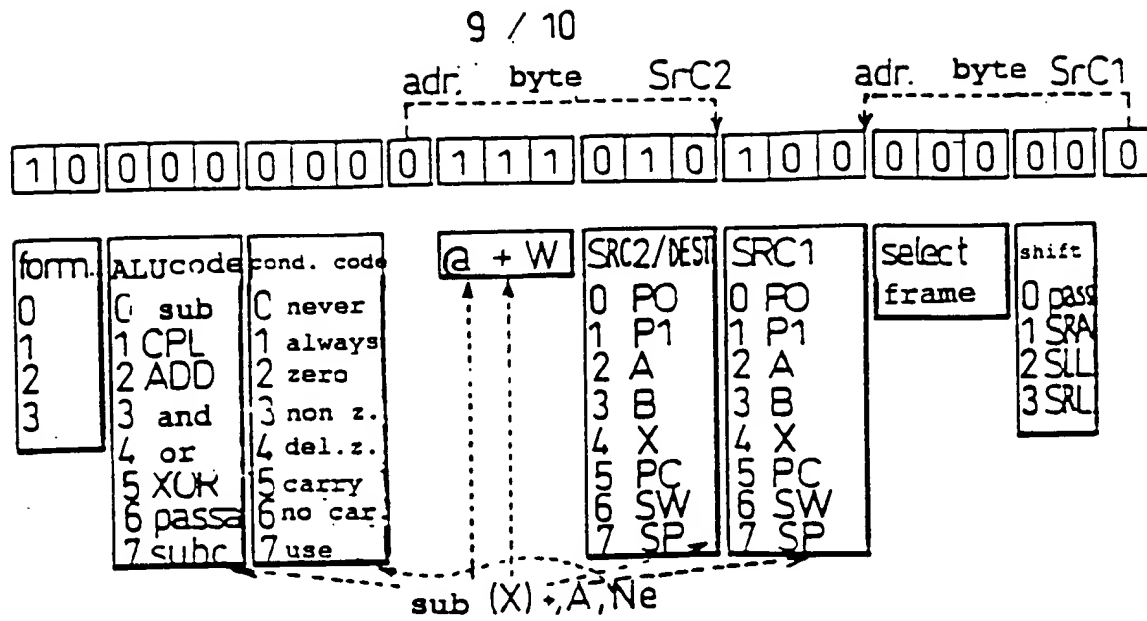 9 / 10
adr. byte SrC2 adr. byte SrC1
1 0 0 0 0 0 0 0 0 1 1 1 0 1 0 1 0 0 0 0 0 0 0 0
form. ALUcode cond. code @ + W SRC2/DEST SRC1 select shift
0 0 sub 0 never 0 PO 0 PO frame 0 pass
1 1 CPL 1 always 1 P1 1 P1 1 SRA
2 2 ADD 2 zero 2 A 2 A 2 SLL
3 3 and 3 non z. 3 B 3 B 3 SRL
4 or 4 del.z. 4 X 4 X
5 XOR 5 carry 5 PC 5 PC
6 passa 6 no car. 6 SW 6 SW
7 subc 7 use 7 SP 7 SP
sub (X)+,A,Ne